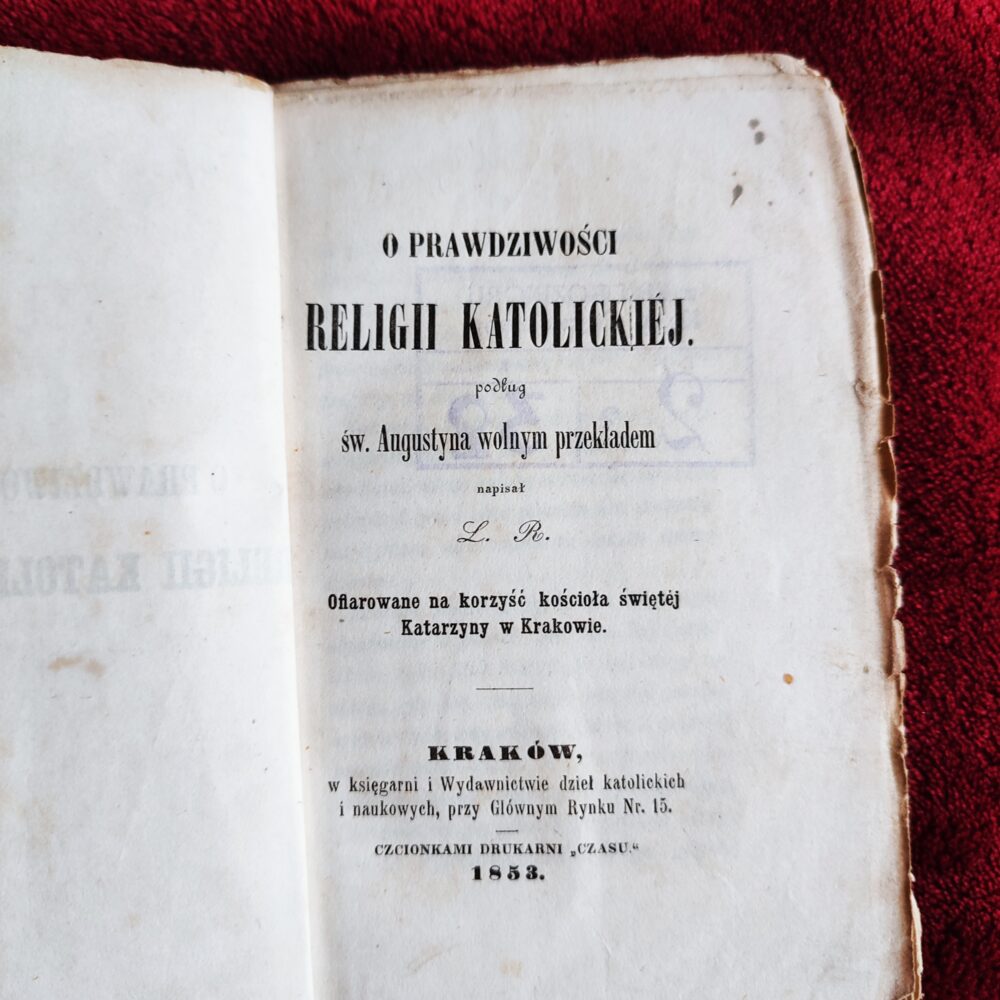 O PRAWDZIWOŚCI
RELIGII KATOLICKIÉJ.
podług
św. Augustyna wolnym przekładem
napisał
L. R.
Ofiarowane na korzyść kościoła świętéj
Katarzyny w Krakowie.
KRAKÓW,
w księgarni i Wydawnictwie dzieł katolickich
i naukowych, przy Głównym Rynku Nr. 15.
CZCIONKAMI DRUKARNI „CZASU.“
1853.